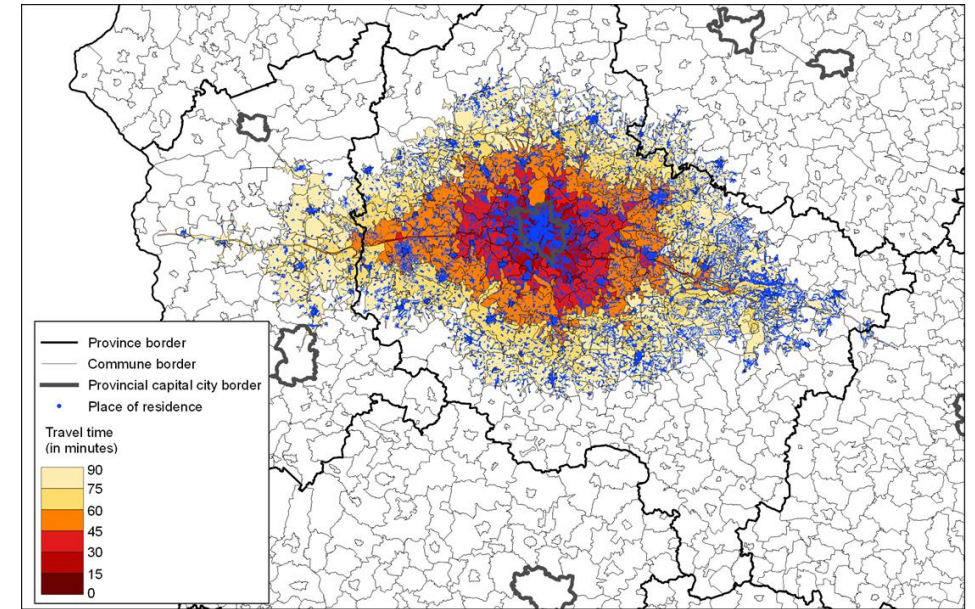 Province border
Commune border
Provincial capital city border
Place of residence
Travel time
(in minutes)
90
75
60
45
30
15
0